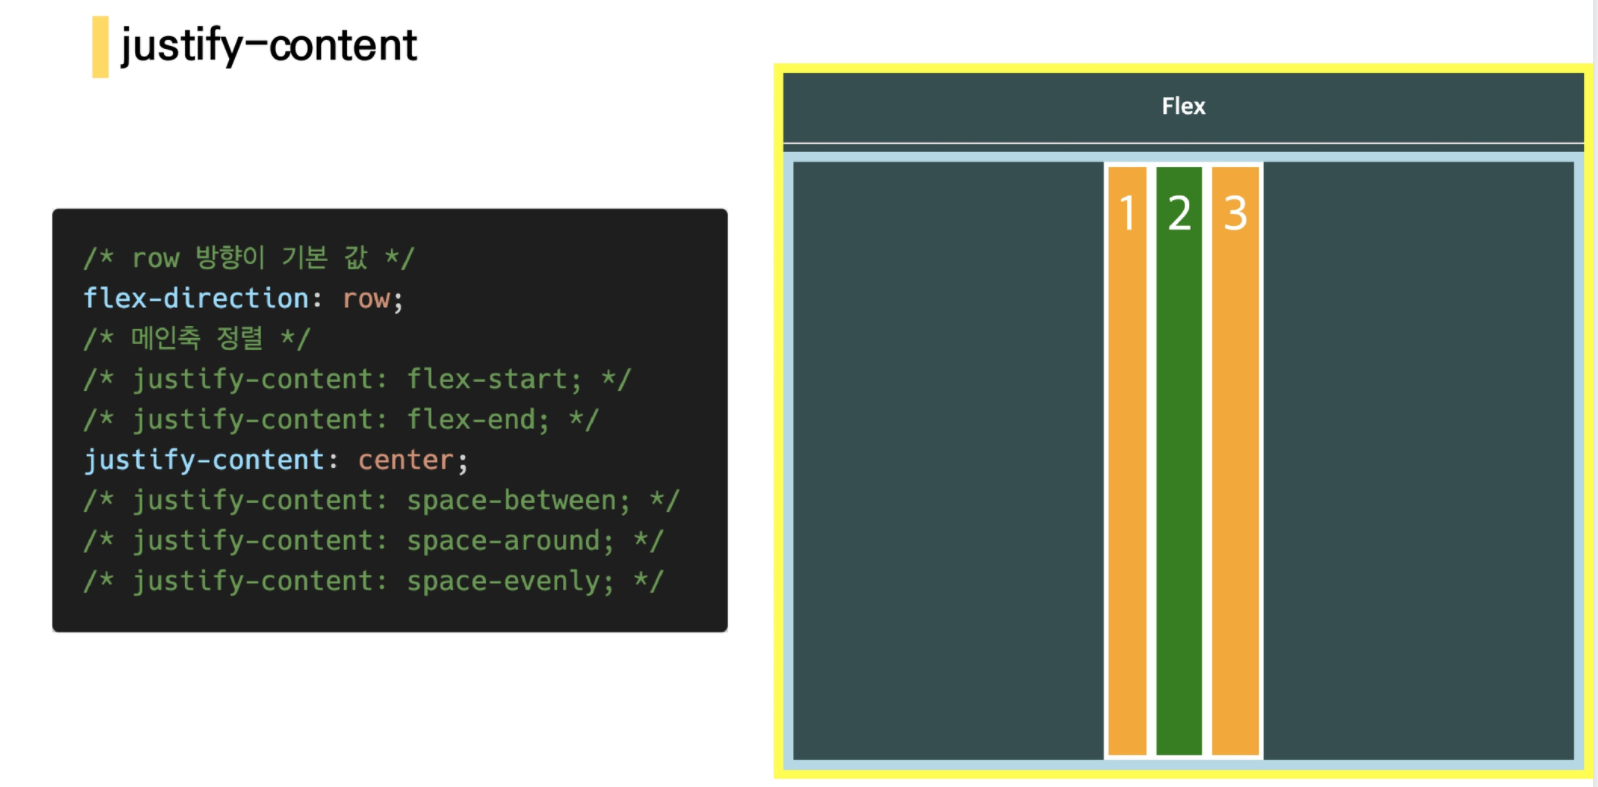 justify-content
/* row 방향이 기본 값 */
flex-direction: row;
/* 메인축 정렬 */
/* justify-content: flex-start; */
/* justify-content: flex-end; */
justify-content: center;
/* justify-content: space-between; */
/* justify-content: space-around; */
/* justify-content: space-evenly; */
Flex
1 2 3